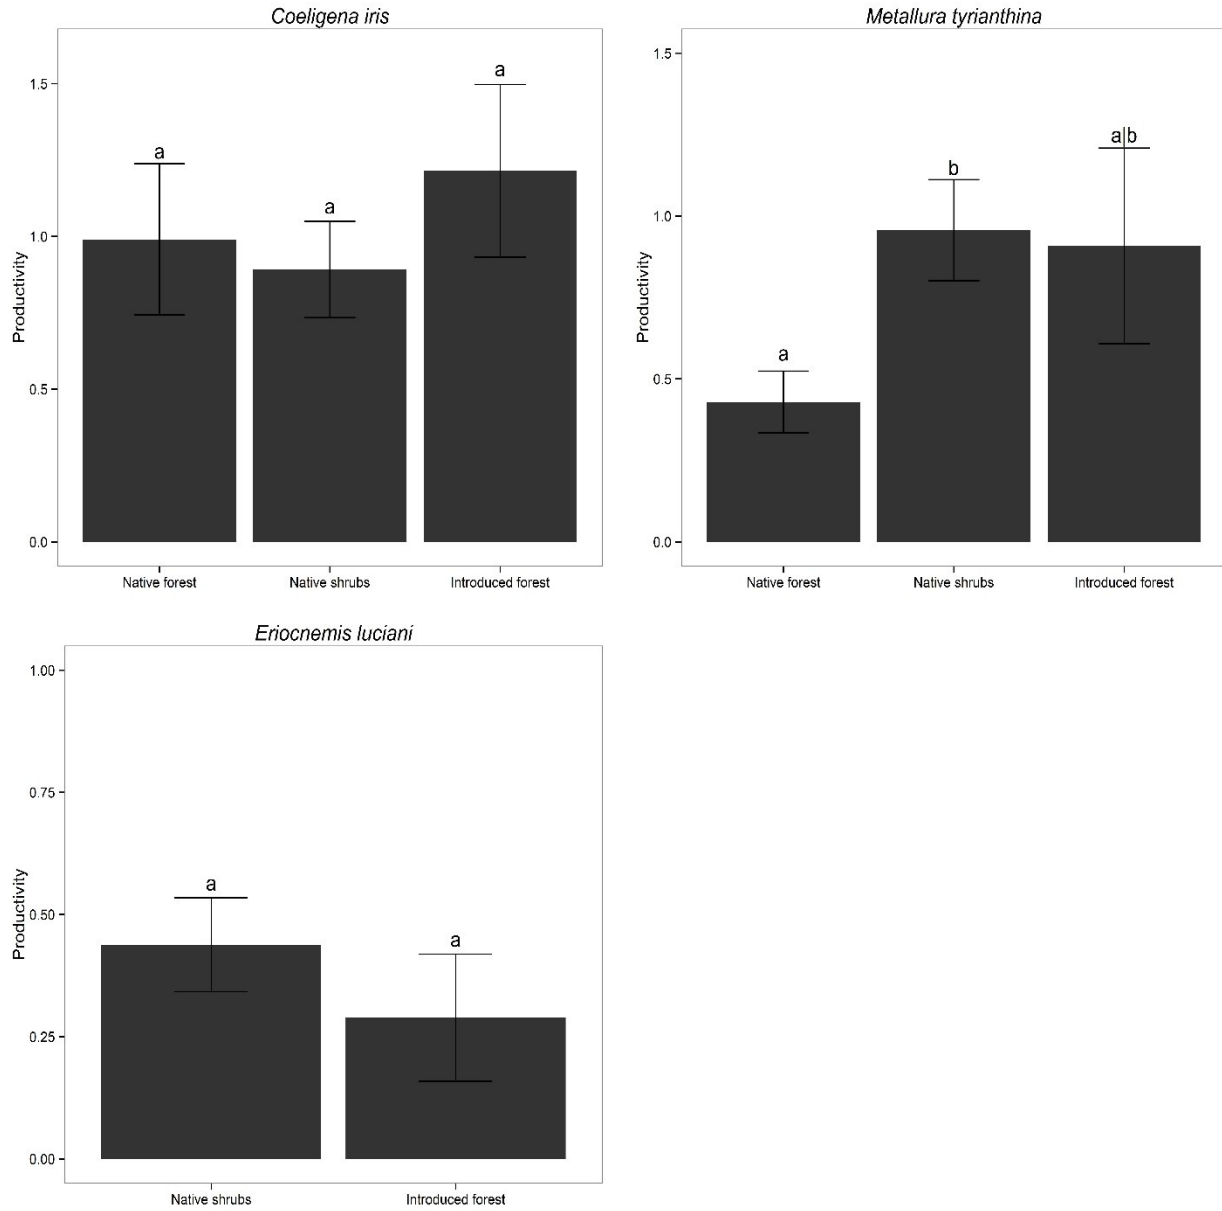 Coeligena iris
1.5
1.0
0.5
0.0
Productivity
a
a
a
Native forest
Native shrubs
Introduced forest
Metallura tyrianthina
1.5
1.0
0.5
0.0
Productivity
a
b
ab
Native forest
Native shrubs
Introduced forest
Eriocnemis luciani
1.00
0.75
0.50
0.25
0.00
Productivity
a
a
Native shrubs
Introduced forest